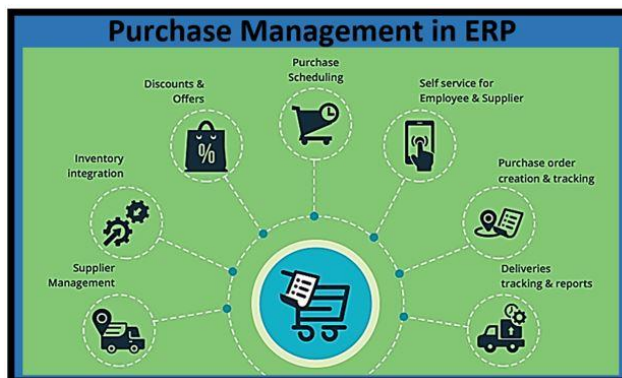 Purchase Management in ERP
Purchase
Scheduling
Discounts &
Offers
Self service for
Employee & Supplier
Inventory
integration
Purchase order
creation & tracking
Supplier
Management
Deliveries
tracking & reports
%